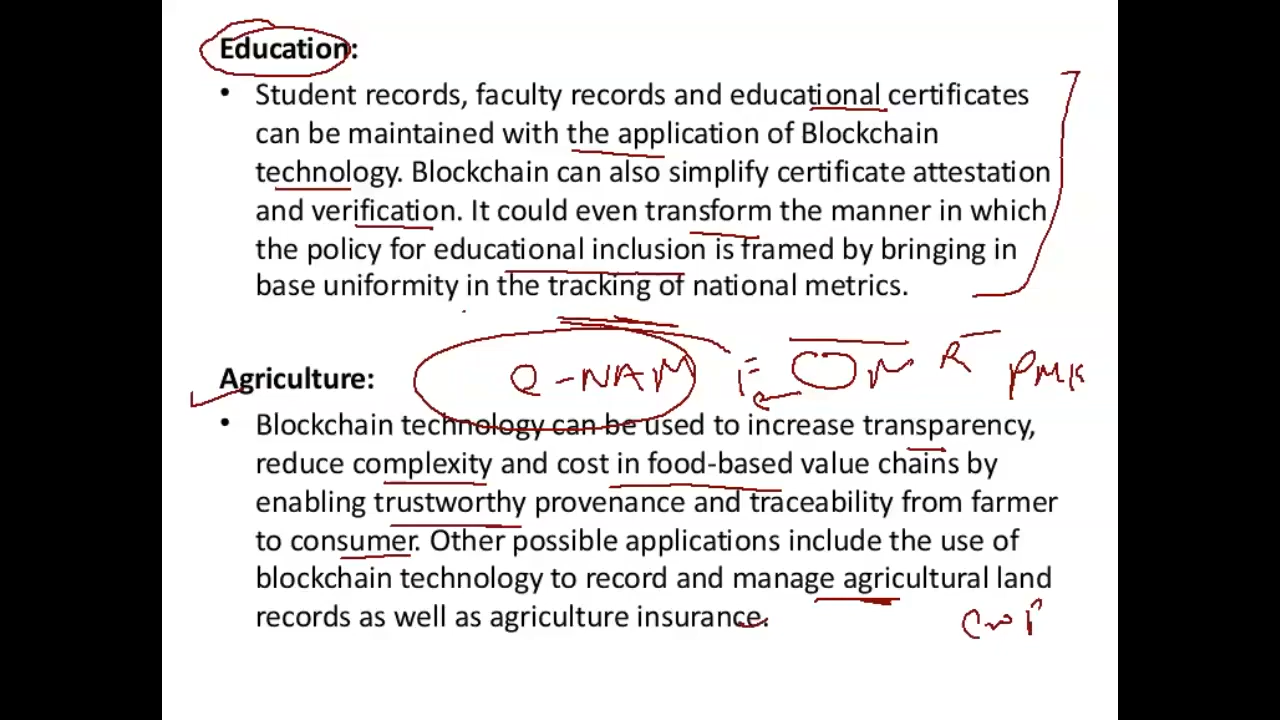 Education:
• Student records, faculty records and educational certificates
can be maintained with the application of Blockchain
technology. Blockchain can also simplify certificate attestation
and verification. It could even transform the manner in which
the policy for educational inclusion is framed by bringing in
base uniformity in the tracking of national metrics.
e-NAM
Agriculture:
• Blockchain technology can be used to increase transparency,
reduce complexity and cost in food-based value chains by
enabling trustworthy provenance and traceability from farmer
to consumer. Other possible applications include the use of
blockchain technology to record and manage agricultural land
records as well as agriculture insurance.